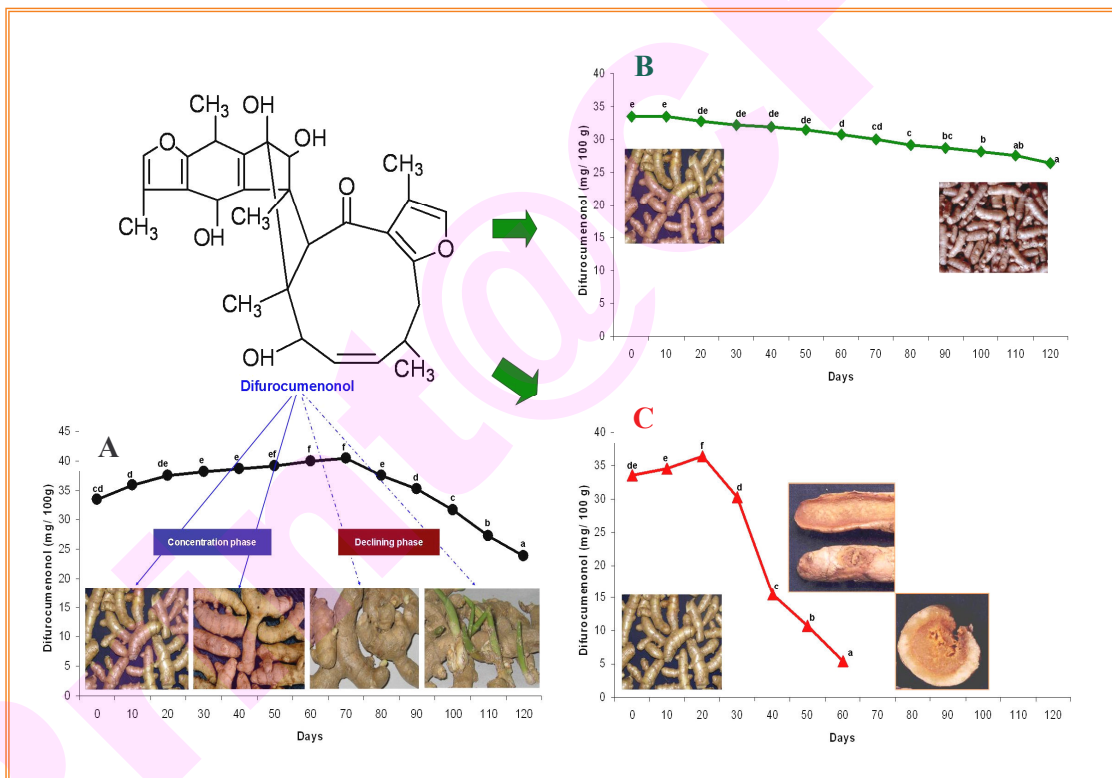 CH3
OH
OH
O
CH3
OH
CH3
O
CH3
O
CH3
OH
CH3
Difurocumenonol
A
Difurocumenonol (mg/ 100g)
45
40
35
30
25
20
15
10
5
0
cd d de e e ef f f e d c b a
Concentration phase
Declining phase
0 10 20 30 40 50 60 70 80 90 100 110 120
Days
B
Difurocumenonol (mg/ 100 g)
40
35
30
25
20
15
10
5
0
e e de de de de d cd c bc b ab a
0 10 20 30 40 50 60 70 80 90 100 110 120
Days
C
Difurocumenonol (mg/ 100 g)
40
35
30
25
20
15
10
5
0
de e f d c b a
0 10 20 30 40 50 60 70 80 90 100 110 120
Days